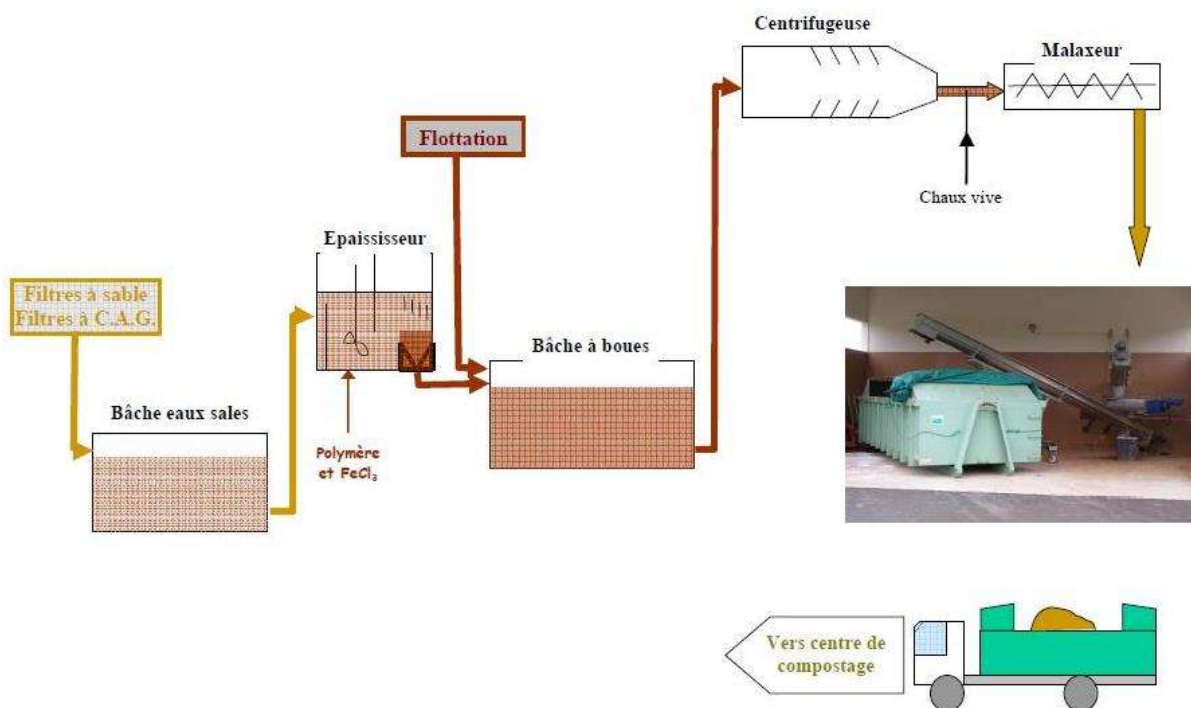 Centrifugeuse
Malaxeur
Flottation
Chaux vive
Epaississeur
Filtres à sable
Filtres à C.A.G.
Bâche à boues
Bâche eaux sales
Polymère
et FeCl₃
Vers centre de
compostage